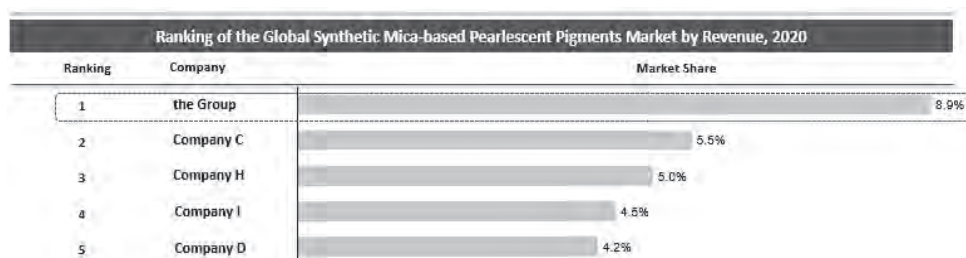 Ranking of the Global Synthetic Mica-based Pearlescent Pigments Market by Revenue, 2020
Ranking Company Market Share
1 the Group 8.9%
2 Company C 5.5%
3 Company H 5.0%
4 Company I 4.5%
5 Company D 4.2%